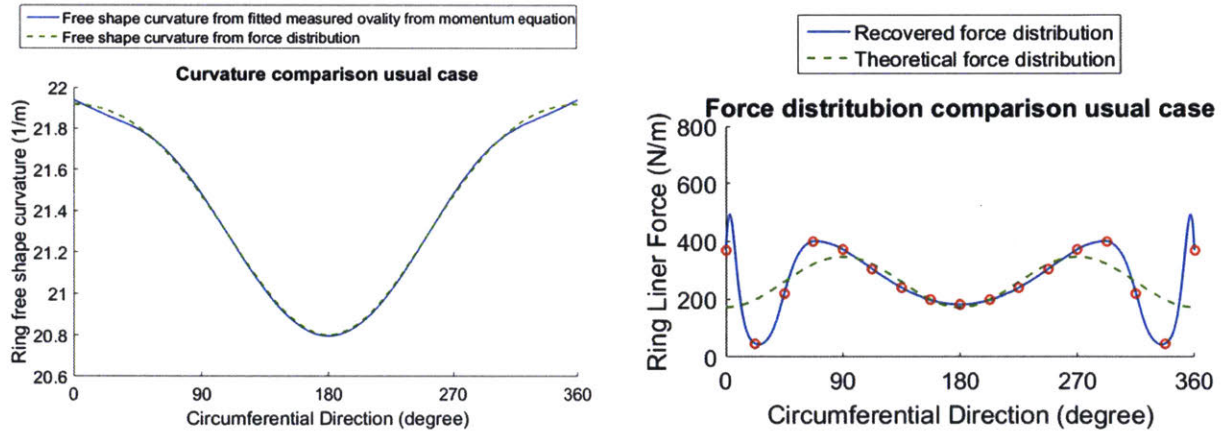 Free shape curvature from fitted measured ovality from momentum equation
Free shape curvature from force distribution
Curvature comparison usual case
22
21.8
21.6
21.4
21.2
21
20.8
20.6
0
90
180
270
360
Ring free shape curvature (1/m)
Circumferential Direction (degree)
Recovered force distribution
Theoretical force distribution
Force distritubion comparison usual case
800
600
400
200
0
0
90
180
270
360
Ring Liner Force (N/m)
Circumferential Direction (degree)